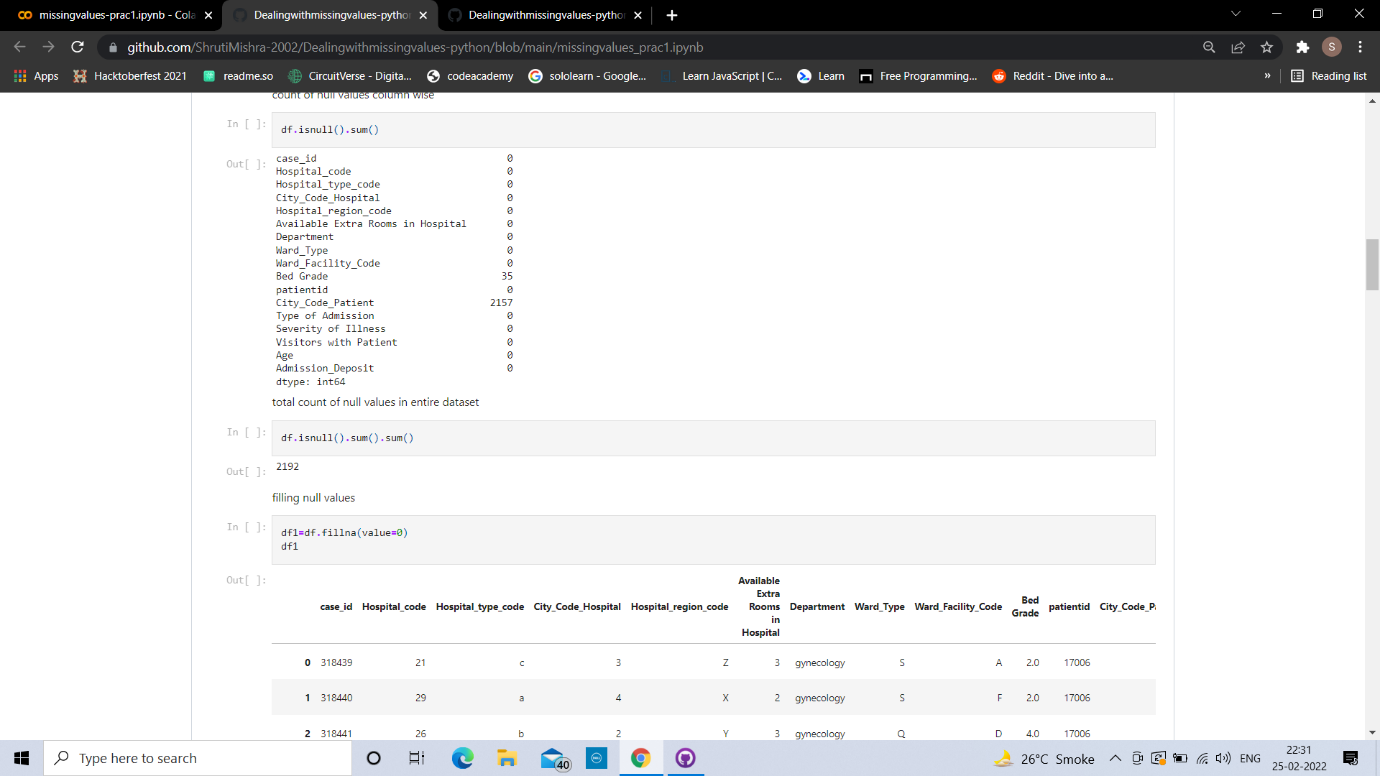 missingvalues-prac1.ipynb - Cola
Dealingwithmissingvalues-python
Dealingwithmissingvalues-python
github.com/ShrutiMishra-2002/Dealingwithmissingvalues-python/blob/main/missingvalues_prac1.ipynb
S
Apps Hacktoberfest 2021 readme.so CircuitVerse - Digita... codeacademy sololearn - Google... Learn JavaScript | C... Learn Free Programming... Reddit - Dive into a... » Reading list
count of null values column wise
In [ ]: df.isnull().sum()
Out[ ]: case_id 0
Hospital_code 0
Hospital_type_code 0
City_Code_Hospital 0
Hospital_region_code 0
Available Extra Rooms in Hospital 0
Department 0
Ward_Type 0
Ward_Facility_Code 0
Bed Grade 35
patientid 0
City_Code_Patient 2157
Type of Admission 0
Severity of Illness 0
Visitors with Patient 0
Age 0
Admission_Deposit 0
dtype: int64
total count of null values in entire dataset
In [ ]: df.isnull().sum().sum()
Out[ ]: 2192
filling null values
In [ ]: df1=df.fillna(value=0)
df1
Out[ ]:
case_id Hospital_code Hospital_type_code City_Code_Hospital Hospital_region_code Available Extra Rooms in Hospital Department Ward_Type Ward_Facility_Code Bed Grade patientid City_Code_Pa
0 318439 21 c 3 Z 3 gynecology S A 2.0 17006
1 318440 29 a 4 X 2 gynecology S F 2.0 17006
2 318441 26 b 2 Y 3 gynecology Q D 4.0 17006
Type here to search
40
26°C Smoke
ENG
22:31
25-02-2022